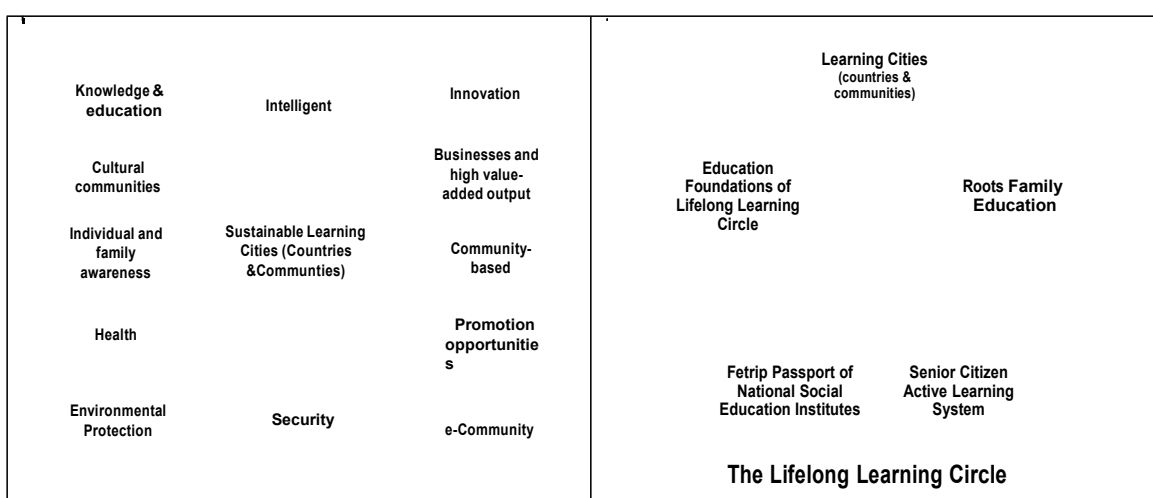 Knowledge &
education
Intelligent
Innovation
Cultural
communities
Businesses and
high value-
added output
Individual and
family
awareness
Sustainable Learning
Cities (Countries
&Communties)
Community-
based
Health
Promotion
opportunitie
s
Environmental
Protection
Security
e-Community
Learning Cities
(countries &
communities)
Education
Foundations of
Lifelong Learning
Circle
Roots Family
Education
Fetrip Passport of
National Social
Education Institutes
Senior Citizen
Active Learning
System
The Lifelong Learning Circle